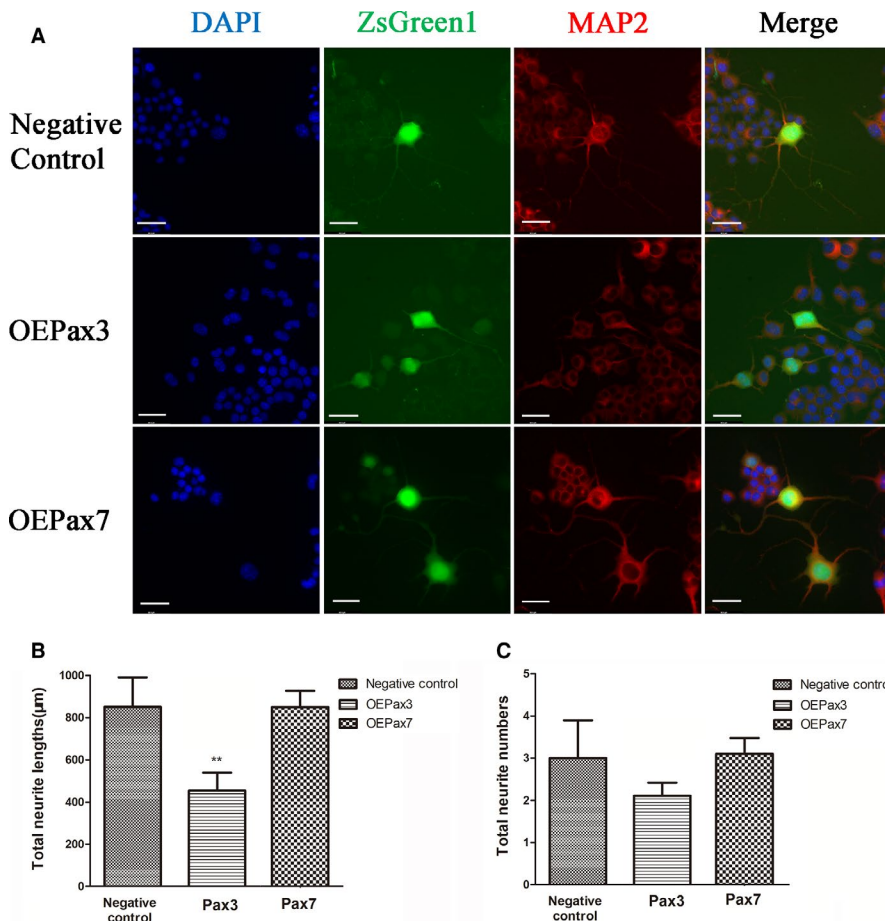 A
DAPI ZsGreen1 MAP2 Merge
Negative
Control
OEPax3
OEPax7
B
Total neurite lengths(µm)
1000
800
600
400
200
0
**
Negative control
OEPax3
OEPax7
Negative
control
Pax3
Pax7
C
Total neurite numbers
5
4
3
2
1
0
Negative contro
OEPax3
OEPax7
Negative
control
Pax3
Pax7